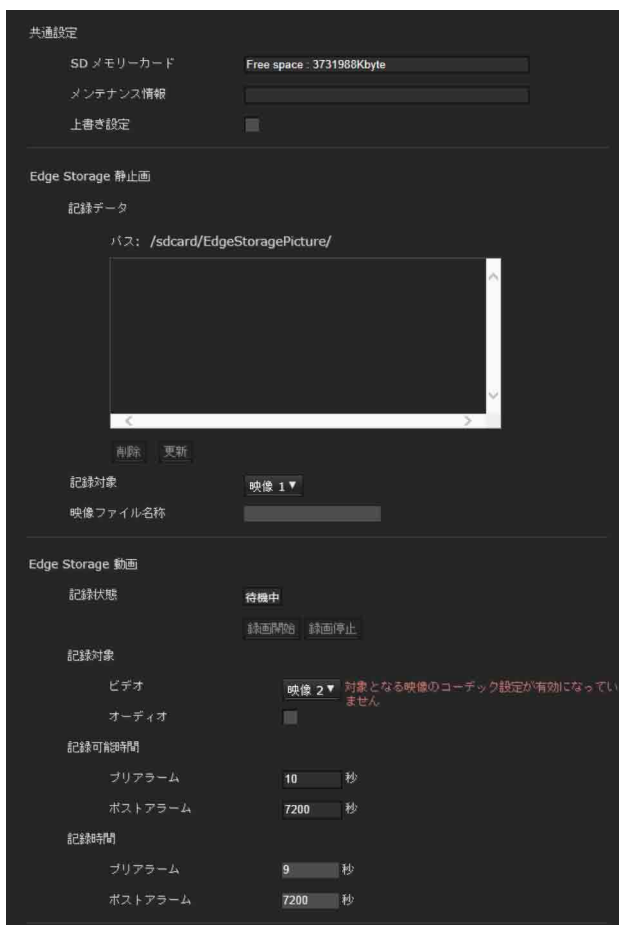 共通設定
SD メモリーカード Free space : 3731988Kbyte
メンテナンス情報
上書き設定
Edge Storage 静止画
記録データ
パス: /sdcard/EdgeStoragePicture/
削除 更新
記録対象 映像 1
映像ファイル名称
Edge Storage 動画
記録状態 待機中
録画開始 録画停止
記録対象
ビデオ 映像 2 対象となる映像のコーデック設定が有効になってい
ません
オーディオ
記録可能時間
プリアラーム 10 秒
ポストアラーム 7200 秒
記録時間
プリアラーム 9 秒
ポストアラーム 7200 秒